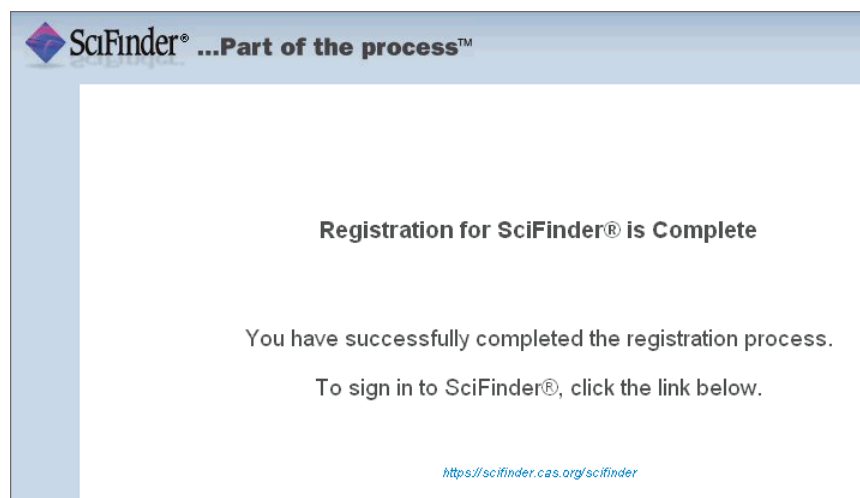 SciFinder® ...Part of the process™
Registration for SciFinder® is Complete
You have successfully completed the registration process.
To sign in to SciFinder®, click the link below.
https://scifinder.cas.org/scifinder